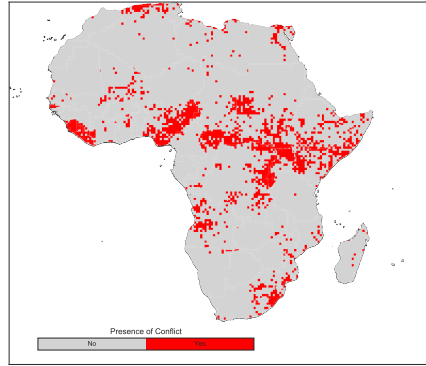 Presence of Conflict
No Yes